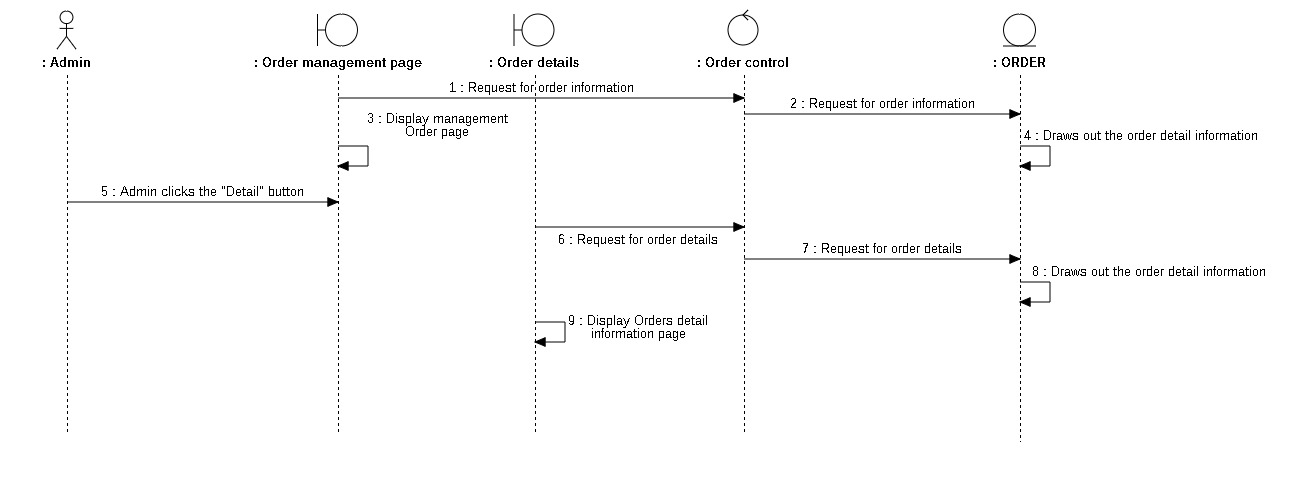 : Admin
: Order management page
: Order details
: Order control
: ORDER
1 : Request for order information
2 : Request for order information
3 : Display management
Order page
4 : Draws out the order detail information
5 : Admin clicks the "Detail" button
6 : Request for order details
7 : Request for order details
8 : Draws out the order detail information
9 : Display Orders detail
information page